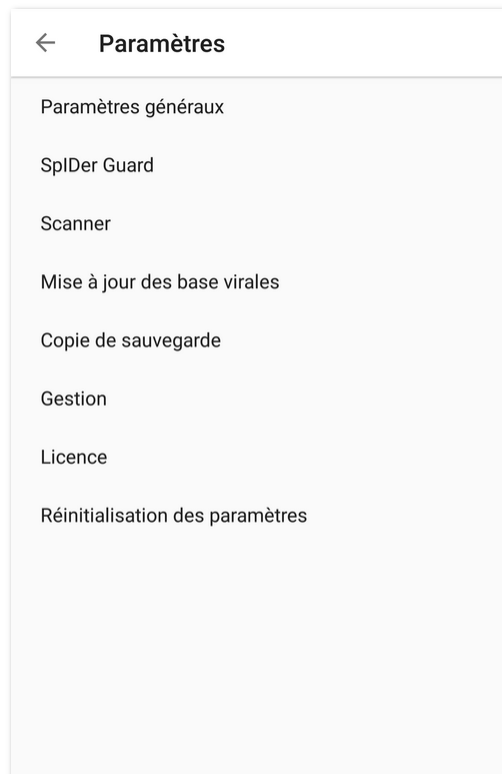 Paramètres
Paramètres généraux
SpIDer Guard
Scanner
Mise à jour des base virales
Copie de sauvegarde
Gestion
Licence
Réinitialisation des paramètres